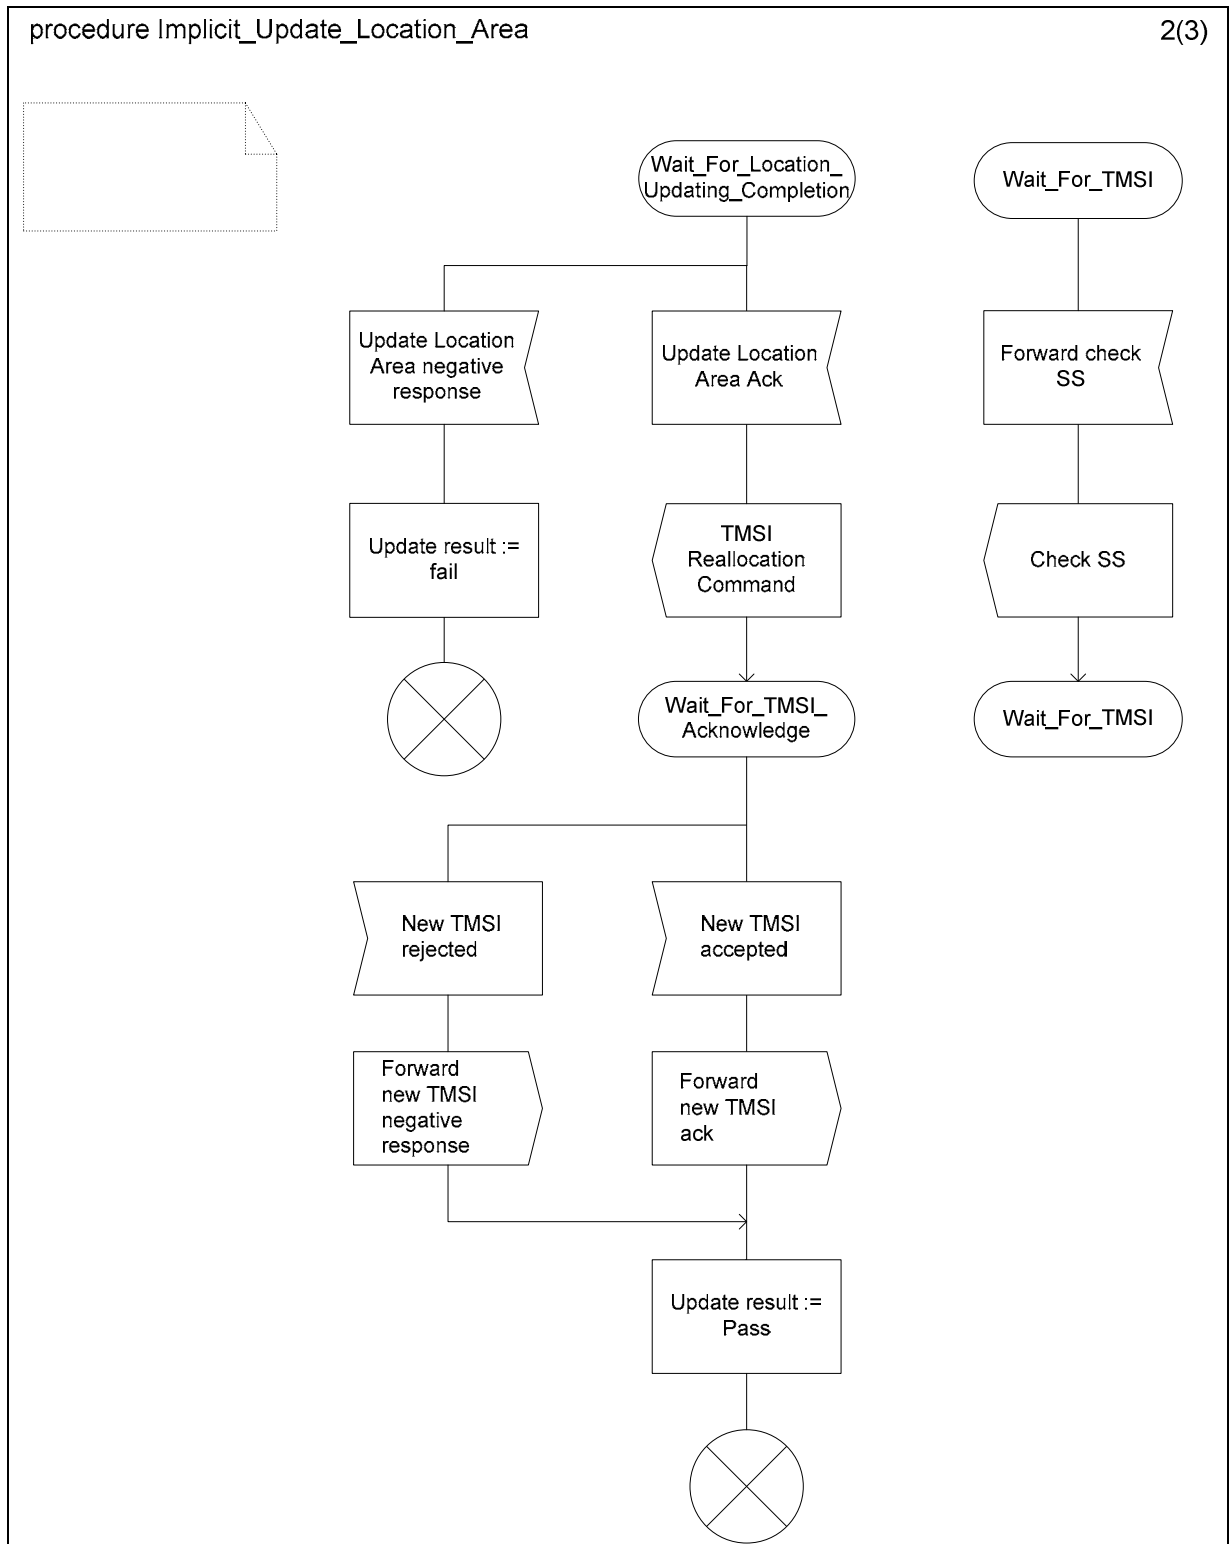 procedure Implicit_Update_Location_Area
2(3)
Wait_For_Location_
Updating_Completion
Wait_For_TMSI
Update Location
Area negative
response
Update Location
Area Ack
Forward check
SS
Update result :=
fail
TMSI
Reallocation
Command
Check SS
Wait_For_TMSI_
Acknowledge
Wait_For_TMSI
New TMSI
rejected
New TMSI
accepted
Forward
new TMSI
negative
response
Forward
new TMSI
ack
Update result :=
Pass